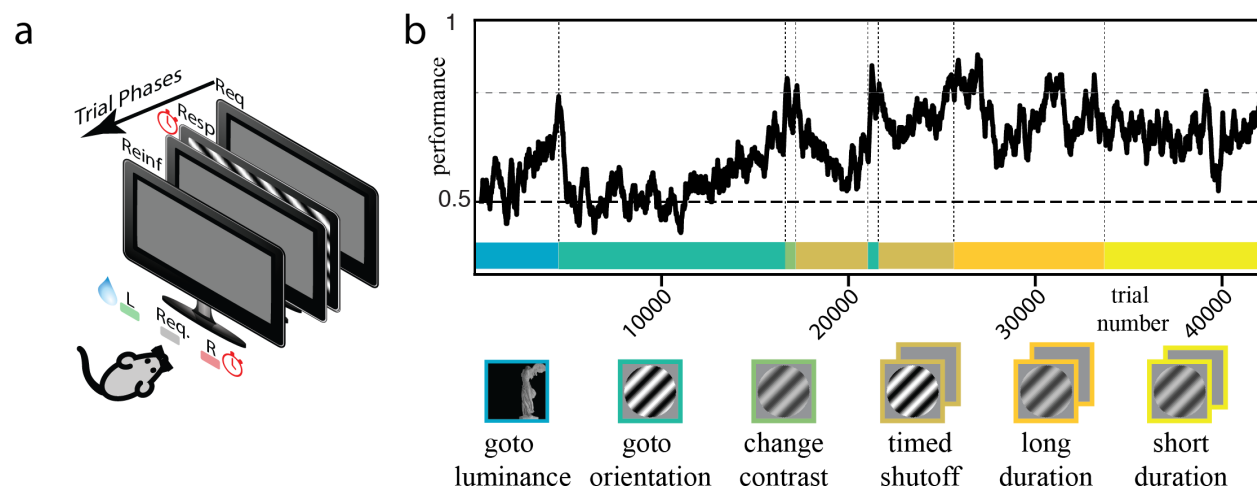 a
Trial Phases
Req
Resp
Reinf
L
Req.
R
b
performance
1
0.5
10000
20000
30000
40000
trial
number
goto
luminance
goto
orientation
change
contrast
timed
shutoff
long
duration
short
duration